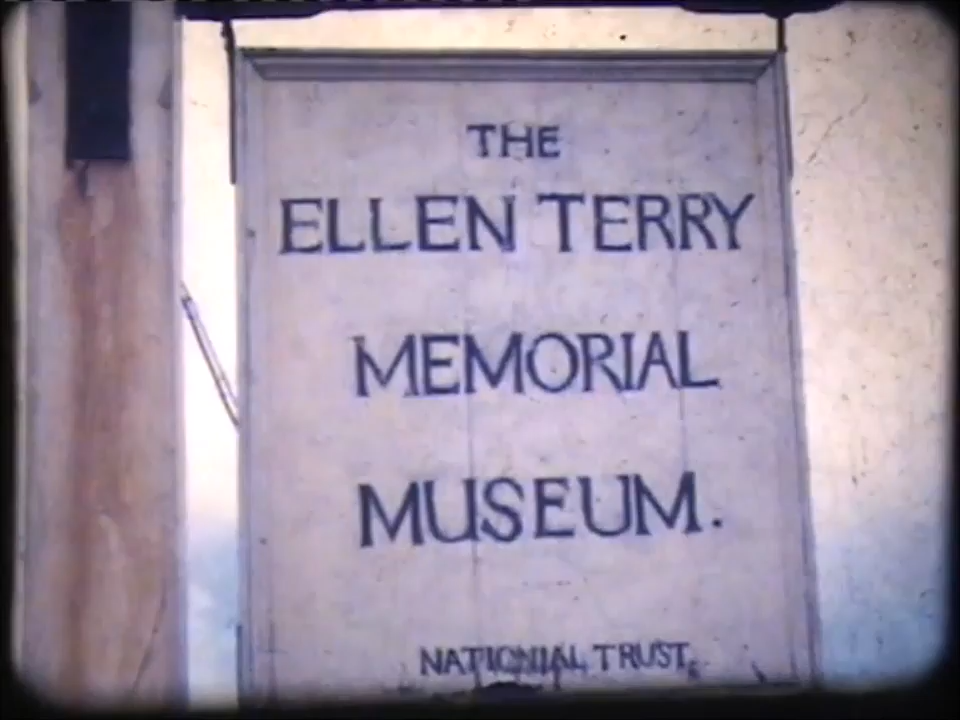 THE
ELLEN TERRY
MEMORIAL
MUSEUM.
NATIONAL TRUST.